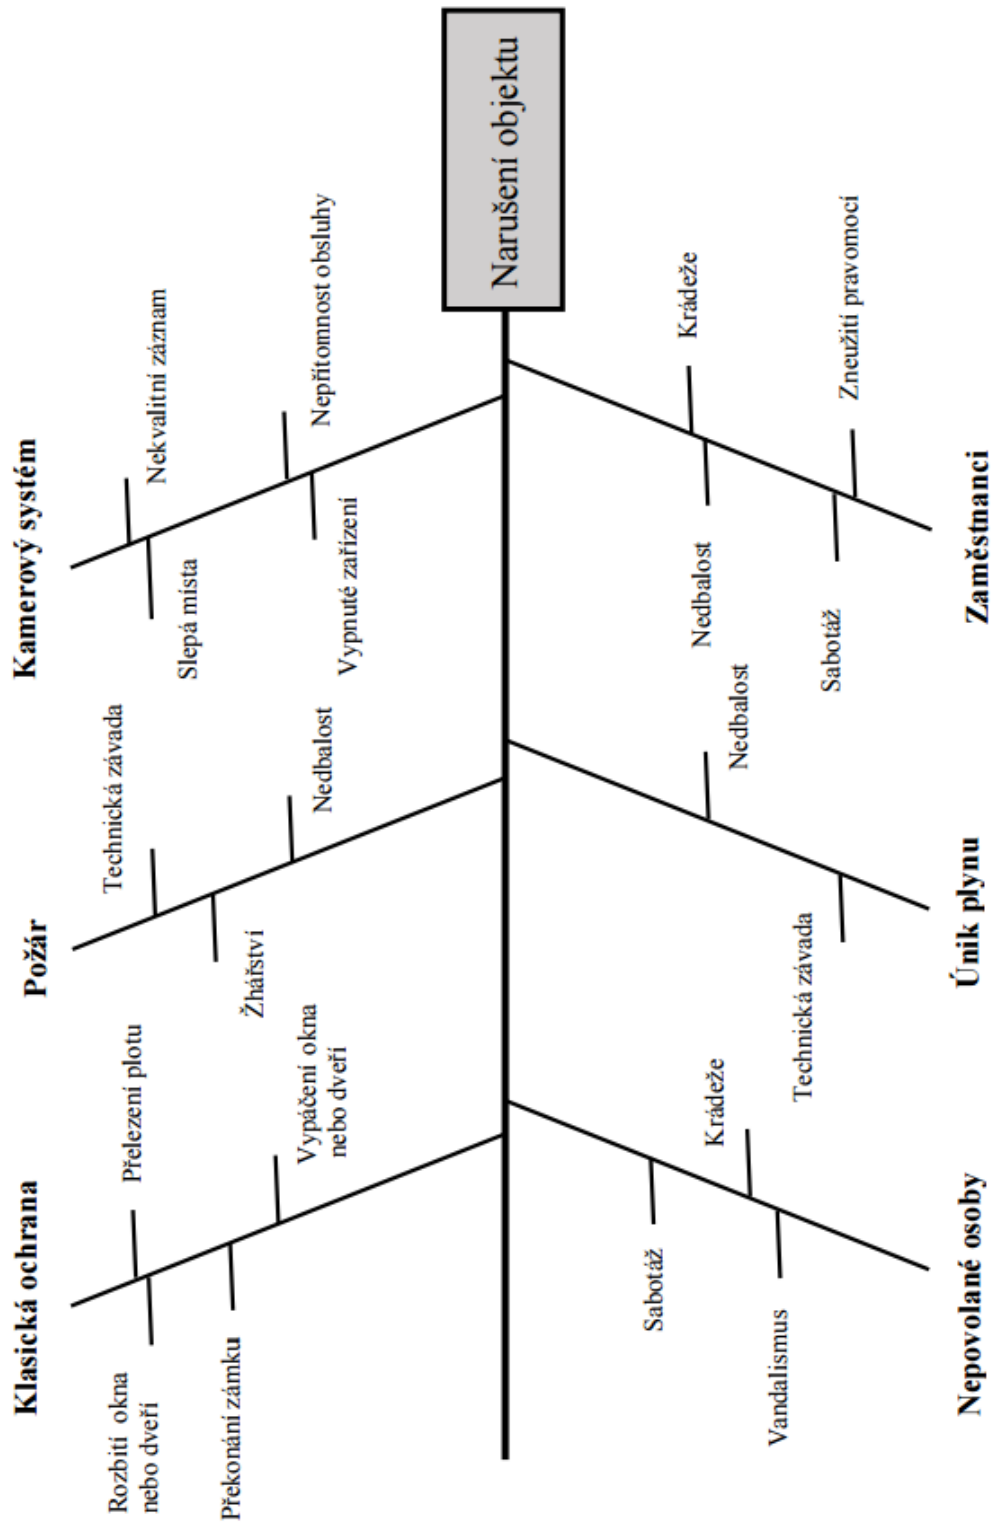 Klasická ochrana
Požár
Kamerový systém
Rozbití okna
nebo dveří
Přelezení plotu
Překonání zámku
Vypáčení okna
nebo dveří
Technická závada
Žhářství
Nedbalost
Nekvalitní záznam
Slepá místa
Nepřítomnost obsluhy
Vypnuté zařízení
Narušení objektu
Sabotáž
Krádeže
Vandalismus
Nedbalost
Technická závada
Krádeže
Nedbalost
Zneužití pravomocí
Sabotáž
Nepovolané osoby
Únik plynu
Zaměstnanci